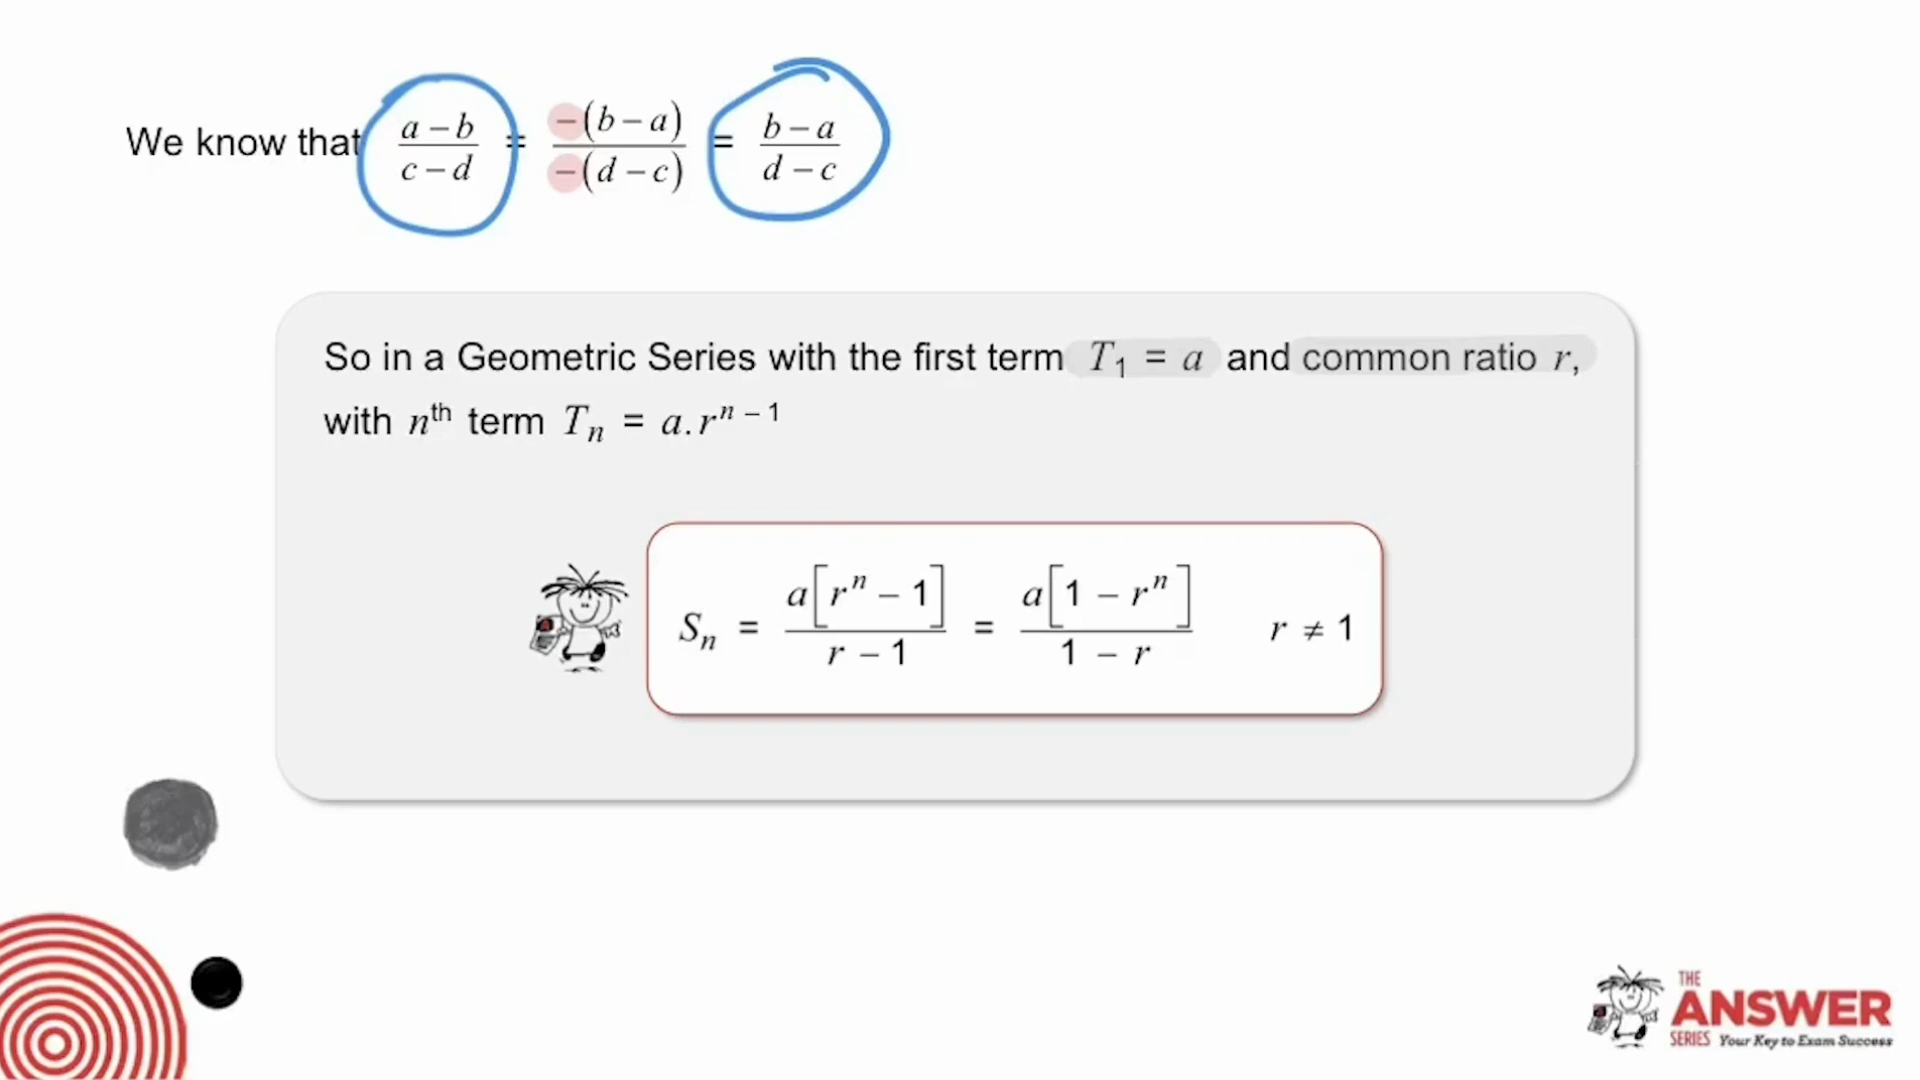 We know that (a − b)/(c − d) = −(b − a)/−(d − c) = (b − a)/(d − c)
So in a Geometric Series with the first term T₁ = a and common ratio r,
with nᵗʰ term Tₙ = a.rⁿ⁻¹
Sₙ = a[rⁿ − 1]/(r − 1) = a[1 − rⁿ]/(1 − r) r ≠ 1
THE
ANSWER
SERIES Your Key to Exam Success